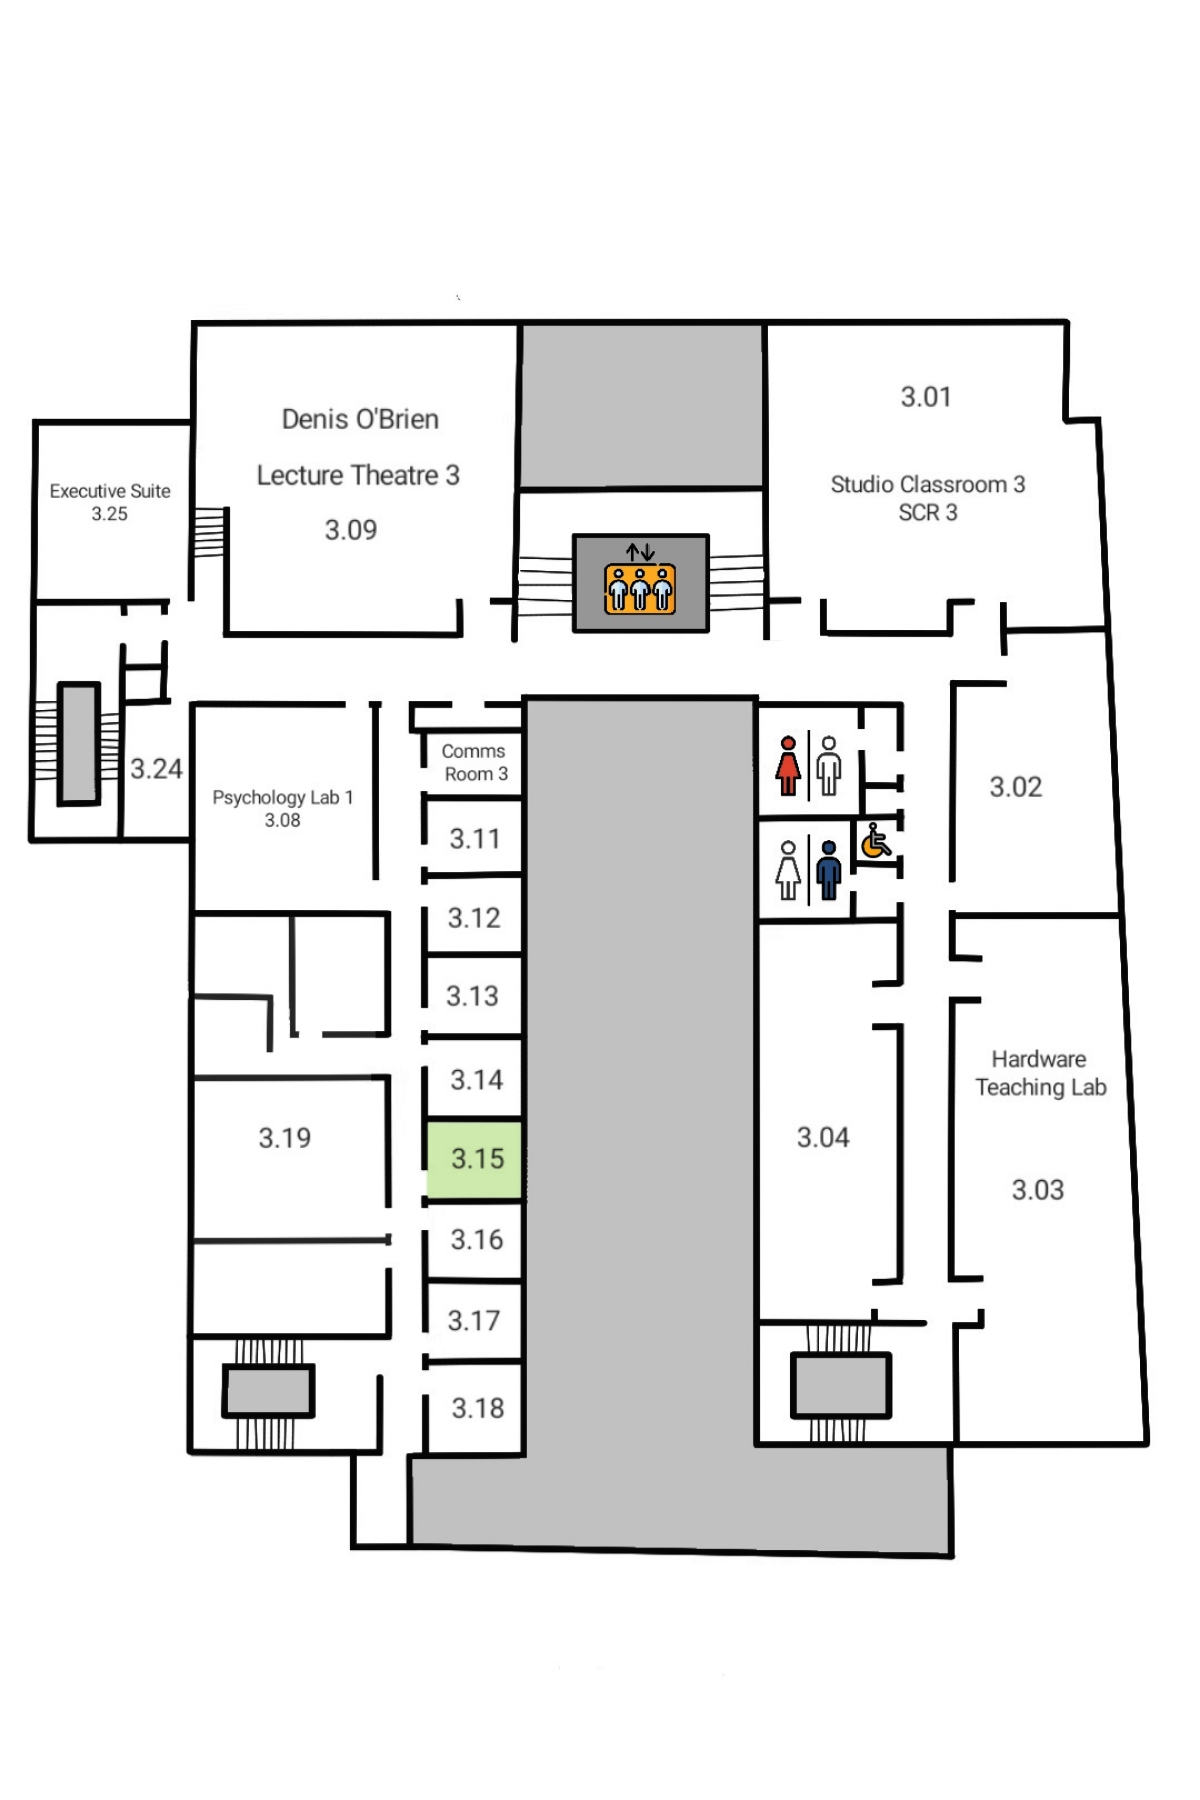 3.01
Denis O'Brien
Lecture Theatre 3
3.09
Studio Classroom 3
SCR 3
Executive Suite
3.25
Comms
Room 3
3.24
Psychology Lab 1
3.08
3.02
3.11
3.12
3.13
3.14
3.15
3.16
3.17
3.18
3.19
3.04
Hardware
Teaching Lab
3.03